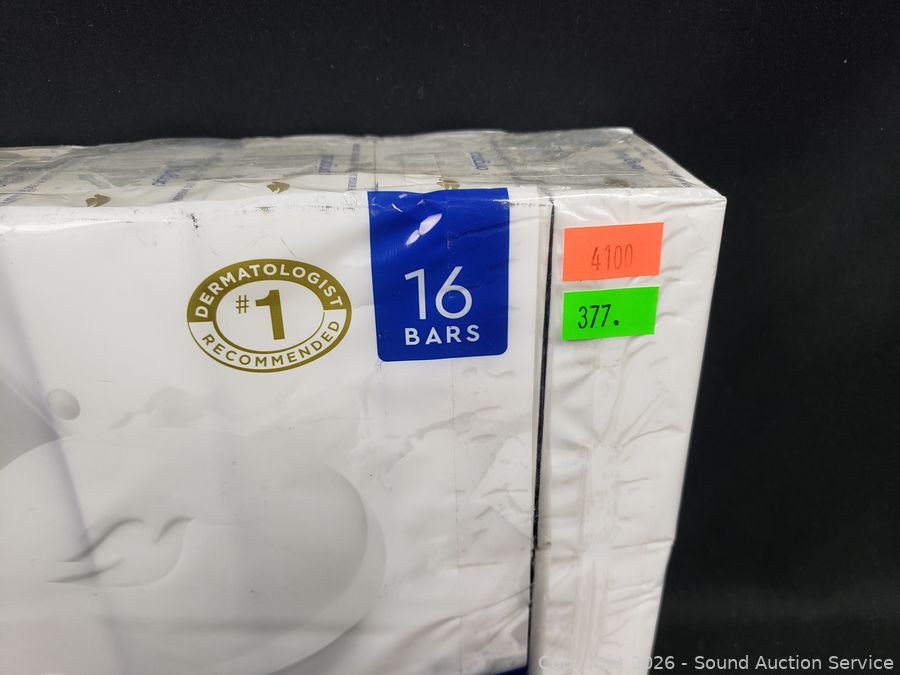 DERMATOLOGIST
#1
RECOMMENDED
16
BARS
4100
377.
Copyright 2026 - Sound Auction Service